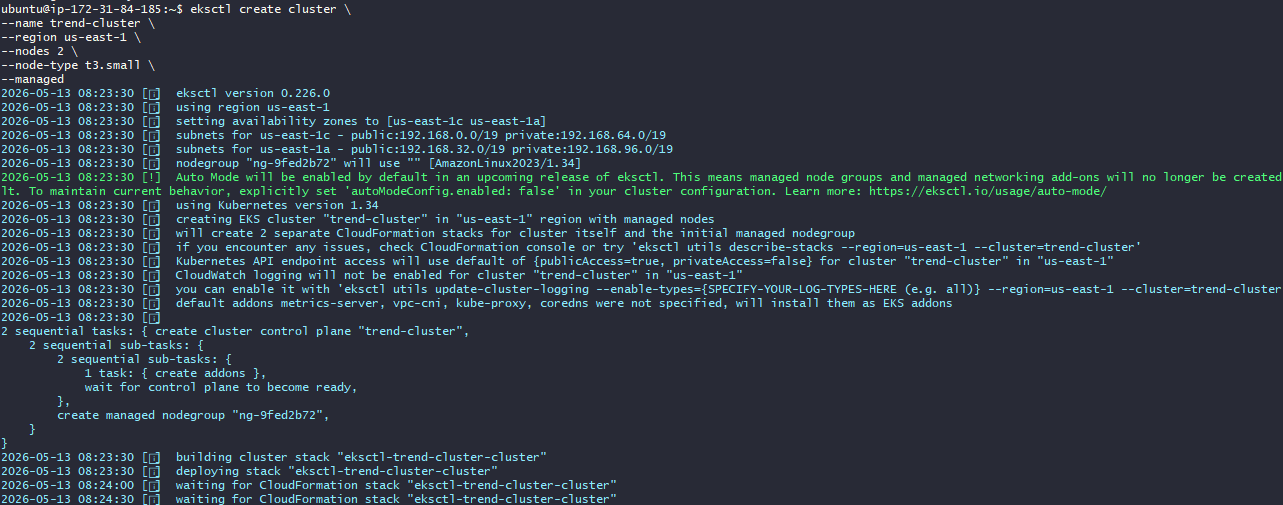 ubuntu@ip-172-31-84-185:~$ eksctl create cluster \
--name trend-cluster \
--region us-east-1 \
--nodes 2 \
--node-type t3.small \
--managed
2026-05-13 08:23:30 [ℹ]  eksctl version 0.226.0
2026-05-13 08:23:30 [ℹ]  using region us-east-1
2026-05-13 08:23:30 [ℹ]  setting availability zones to [us-east-1c us-east-1a]
2026-05-13 08:23:30 [ℹ]  subnets for us-east-1c - public:192.168.0.0/19 private:192.168.64.0/19
2026-05-13 08:23:30 [ℹ]  subnets for us-east-1a - public:192.168.32.0/19 private:192.168.96.0/19
2026-05-13 08:23:30 [ℹ]  nodegroup "ng-9fed2b72" will use "" [AmazonLinux2023/1.34]
2026-05-13 08:23:30 [!]  Auto Mode will be enabled by default in an upcoming release of eksctl. This means managed node groups and managed networking add-ons will no longer be created
lt. To maintain current behavior, explicitly set 'autoModeConfig.enabled: false' in your cluster configuration. Learn more: https://eksctl.io/usage/auto-mode/
2026-05-13 08:23:30 [ℹ]  using Kubernetes version 1.34
2026-05-13 08:23:30 [ℹ]  creating EKS cluster "trend-cluster" in "us-east-1" region with managed nodes
2026-05-13 08:23:30 [ℹ]  will create 2 separate CloudFormation stacks for cluster itself and the initial managed nodegroup
2026-05-13 08:23:30 [ℹ]  if you encounter any issues, check CloudFormation console or try 'eksctl utils describe-stacks --region=us-east-1 --cluster=trend-cluster'
2026-05-13 08:23:30 [ℹ]  Kubernetes API endpoint access will use default of {publicAccess=true, privateAccess=false} for cluster "trend-cluster" in "us-east-1"
2026-05-13 08:23:30 [ℹ]  CloudWatch logging will not be enabled for cluster "trend-cluster" in "us-east-1"
2026-05-13 08:23:30 [ℹ]  you can enable it with 'eksctl utils update-cluster-logging --enable-types={SPECIFY-YOUR-LOG-TYPES-HERE (e.g. all)} --region=us-east-1 --cluster=trend-cluster
2026-05-13 08:23:30 [ℹ]  default addons metrics-server, vpc-cni, kube-proxy, coredns were not specified, will install them as EKS addons
2026-05-13 08:23:30 [ℹ]
2 sequential tasks: { create cluster control plane "trend-cluster",
    2 sequential sub-tasks: {
        2 sequential sub-tasks: {
            1 task: { create addons },
            wait for control plane to become ready,
        },
        create managed nodegroup "ng-9fed2b72",
    }
}
2026-05-13 08:23:30 [ℹ]  building cluster stack "eksctl-trend-cluster-cluster"
2026-05-13 08:23:30 [ℹ]  deploying stack "eksctl-trend-cluster-cluster"
2026-05-13 08:24:00 [ℹ]  waiting for CloudFormation stack "eksctl-trend-cluster-cluster"
2026-05-13 08:24:30 [ℹ]  waiting for CloudFormation stack "eksctl-trend-cluster-cluster"